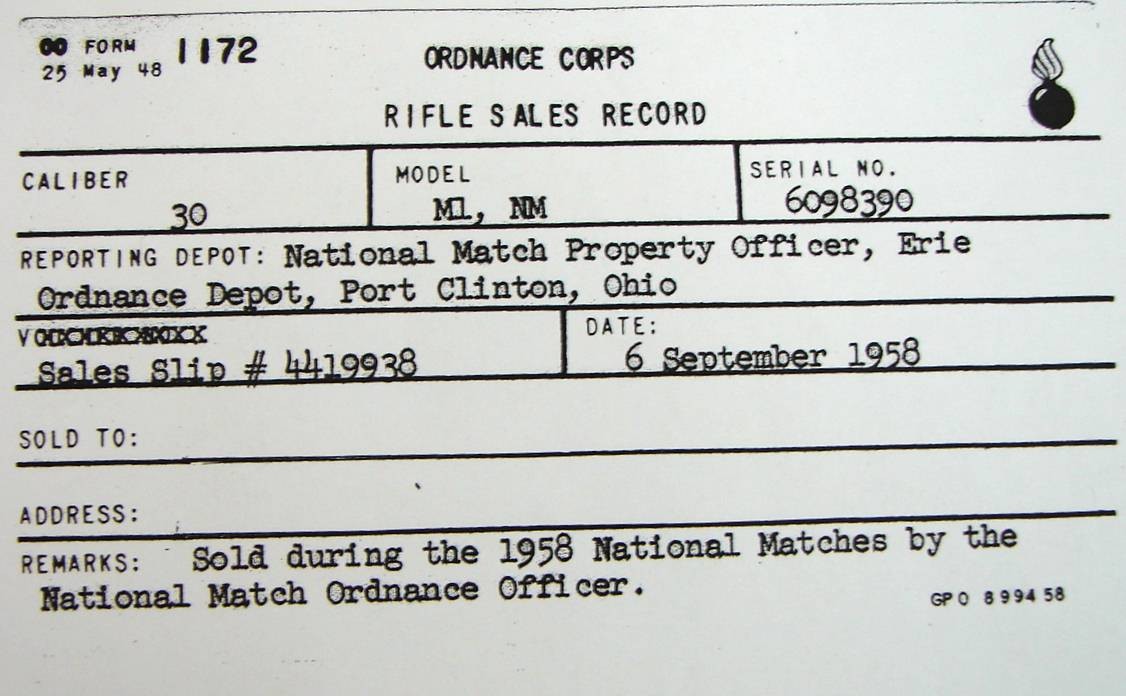 OO FORM 1172
25 May 48
ORDNANCE CORPS
RIFLE SALES RECORD
CALIBER
30
MODEL
M1, NM
SERIAL NO.
6098390
REPORTING DEPOT: National Match Property Officer, Erie
Ordnance Depot, Port Clinton, Ohio
Sales Slip # 4419938
DATE:
6 September 1958
SOLD TO:
ADDRESS:
REMARKS: Sold during the 1958 National Matches by the
National Match Ordnance Officer.
GPO 899458